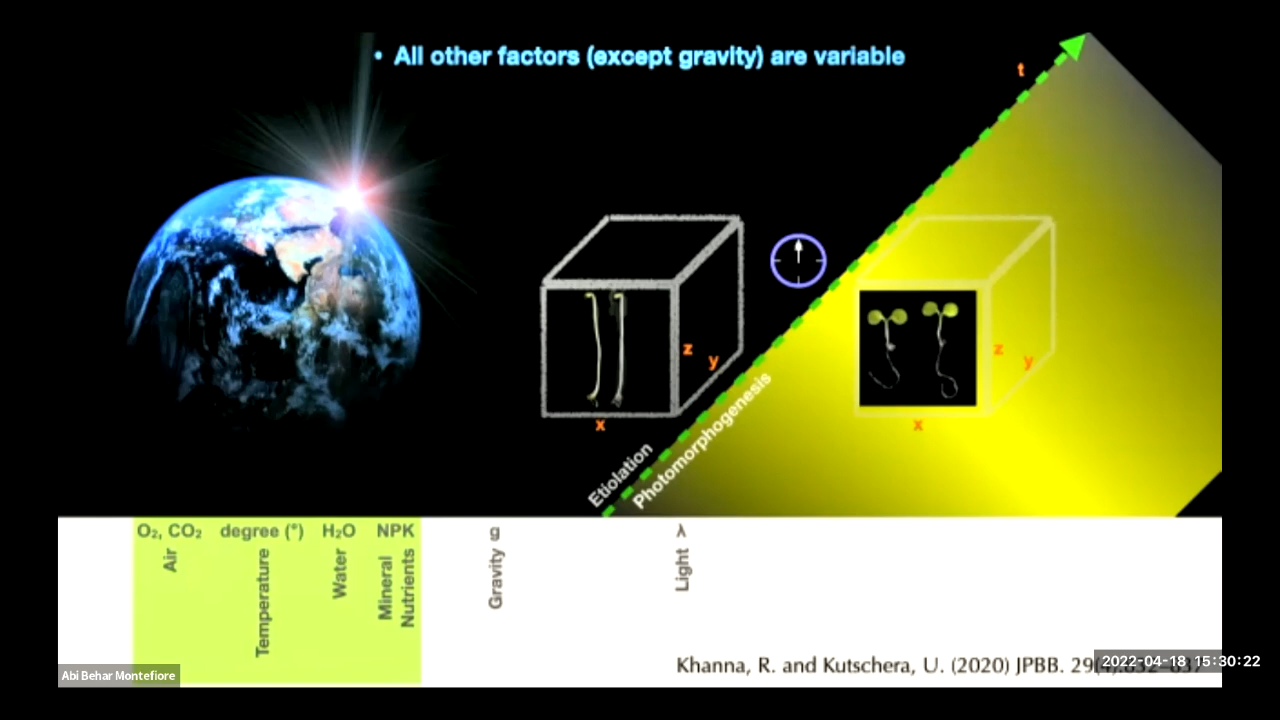 • All other factors (except gravity) are variable
t
z
y
x
z
y
x
Etiolation
Photomorphogenesis
O₂, CO₂
Air
degree (°)
Temperature
H₂O
Water
NPK
Mineral
Nutrients
g
Gravity
λ
Light
Khanna, R. and Kutschera, U. (2020) JPBB.
2022-04-18 15:30:22
Abi Behar Montefiore